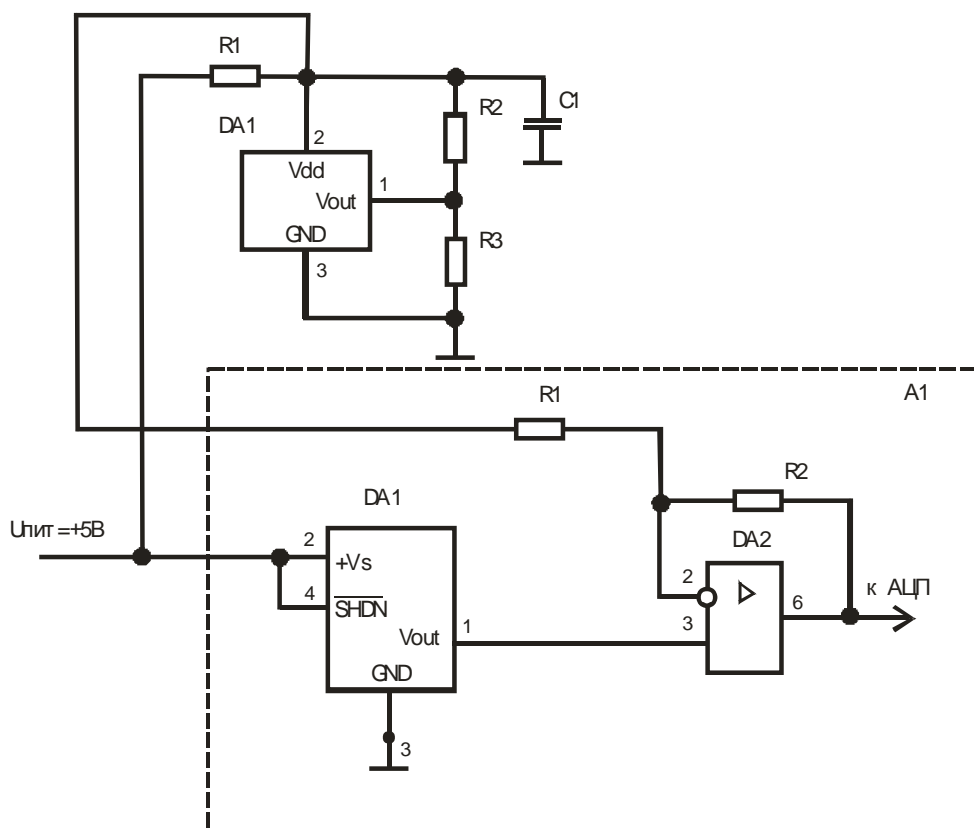 R1
R2
C1
DA1
2
Vdd
1
Vout
GND
R3
3
A1
R1
R2
DA1
Uпит=+5В
DA2
2
+Vs
2
к АЦП
4
SHDN
6
1
3
Vout
GND
3